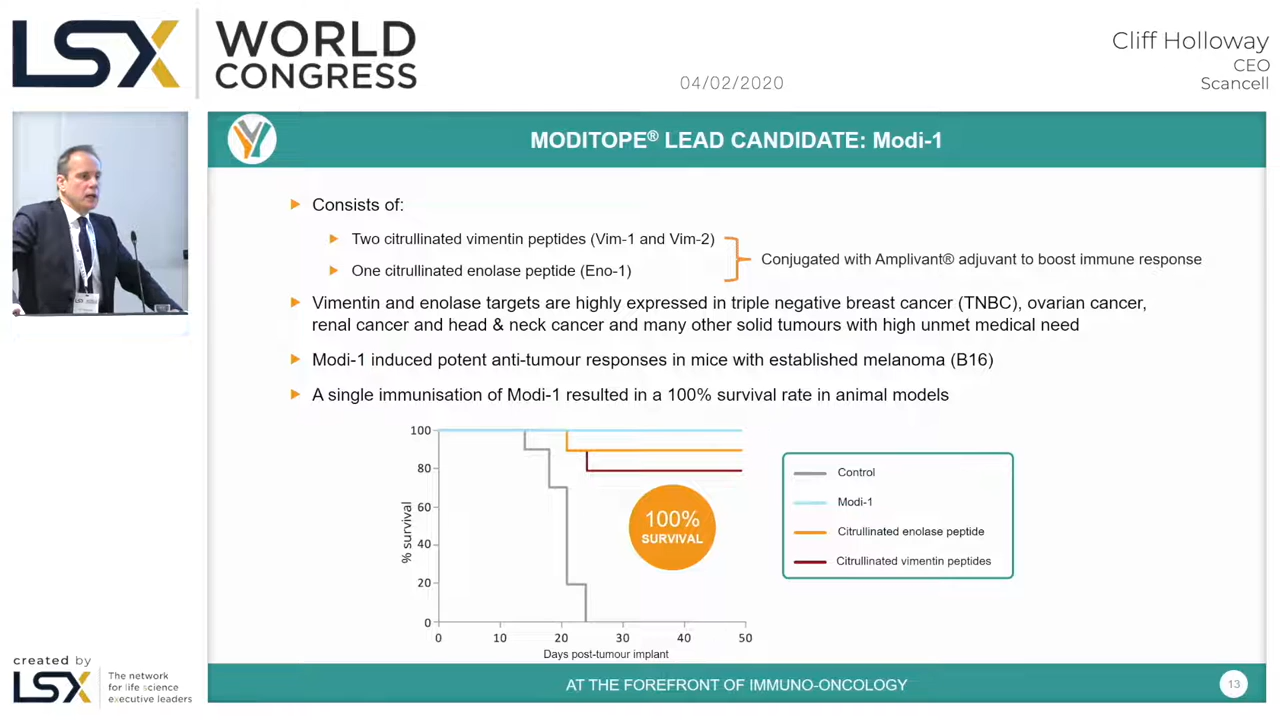 LSX WORLD CONGRESS
04/02/2020
Cliff Holloway
CEO
Scancell
MODITOPE® LEAD CANDIDATE: Modi-1
Consists of:
Two citrullinated vimentin peptides (Vim-1 and Vim-2)
One citrullinated enolase peptide (Eno-1)
Conjugated with Amplivant® adjuvant to boost immune response
Vimentin and enolase targets are highly expressed in triple negative breast cancer (TNBC), ovarian cancer,
renal cancer and head & neck cancer and many other solid tumours with high unmet medical need
Modi-1 induced potent anti-tumour responses in mice with established melanoma (B16)
A single immunisation of Modi-1 resulted in a 100% survival rate in animal models
% survival
100
80
60
40
20
0
0 10 20 30 40 50
Days post-tumour implant
100%
SURVIVAL
Control
Modi-1
Citrullinated enolase peptide
Citrullinated vimentin peptides
created by
LSX
The network
for life science
executive leaders
AT THE FOREFRONT OF IMMUNO-ONCOLOGY
13